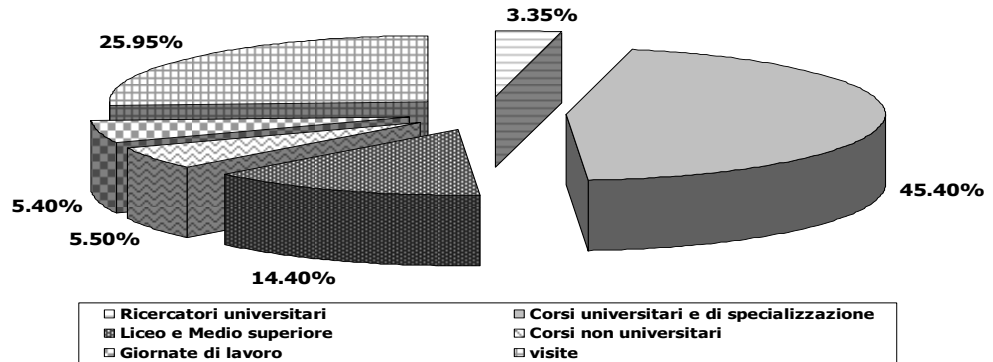 3.35%
25.95%
45.40%
5.40%
5.50%
14.40%
Ricercatori universitari
Corsi universitari e di specializzazione
Liceo e Medio superiore
Corsi non universitari
Giornate di lavoro
visite